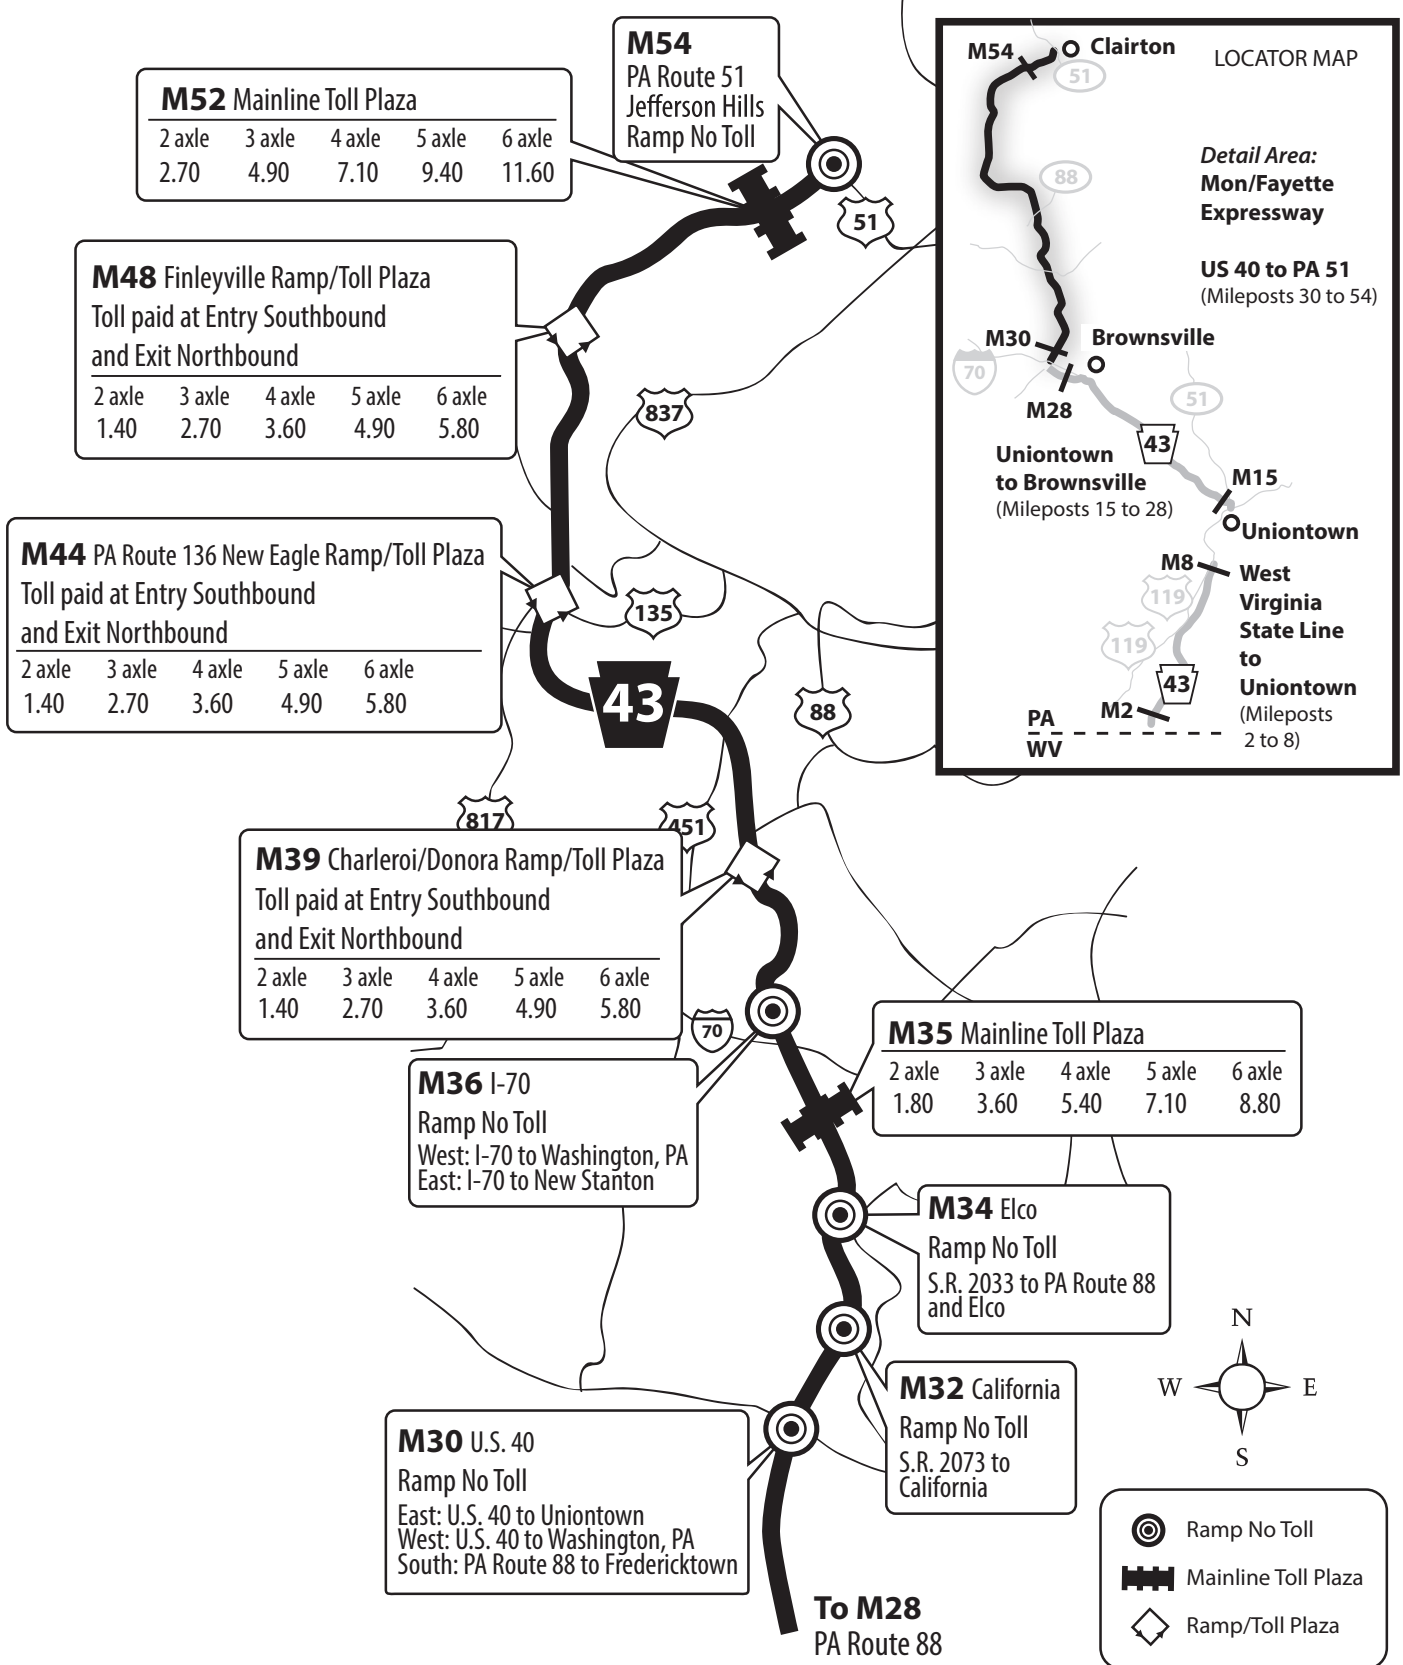 M54
PA Route 51
Jefferson Hills
Ramp No Toll
M52 Mainline Toll Plaza
2 axle 3 axle 4 axle 5 axle 6 axle
2.70 4.90 7.10 9.40 11.60
51
M48 Finleyville Ramp/Toll Plaza
Toll paid at Entry Southbound
and Exit Northbound
2 axle 3 axle 4 axle 5 axle 6 axle
1.40 2.70 3.60 4.90 5.80
837
M44 PA Route 136 New Eagle Ramp/Toll Plaza
Toll paid at Entry Southbound
and Exit Northbound
2 axle 3 axle 4 axle 5 axle 6 axle
1.40 2.70 3.60 4.90 5.80
135
43
88
817
451
M39 Charleroi/Donora Ramp/Toll Plaza
Toll paid at Entry Southbound
and Exit Northbound
2 axle 3 axle 4 axle 5 axle 6 axle
1.40 2.70 3.60 4.90 5.80
70
M36 I-70
Ramp No Toll
West: I-70 to Washington, PA
East: I-70 to New Stanton
M35 Mainline Toll Plaza
2 axle 3 axle 4 axle 5 axle 6 axle
1.80 3.60 5.40 7.10 8.80
M34 Elco
Ramp No Toll
S.R. 2033 to PA Route 88
and Elco
M32 California
Ramp No Toll
S.R. 2073 to
California
M30 U.S. 40
Ramp No Toll
East: U.S. 40 to Uniontown
West: U.S. 40 to Washington, PA
South: PA Route 88 to Fredericktown
To M28
PA Route 88
LOCATOR MAP
M54
Clairton
51
Detail Area:
Mon/Fayette
Expressway
88
US 40 to PA 51
(Mileposts 30 to 54)
M30
Brownsville
70
M28
51
43
Uniontown
to Brownsville
(Mileposts 15 to 28)
M15
Uniontown
M8
West
Virginia
State Line
to
Uniontown
(Mileposts
2 to 8)
119
119
43
M2
PA
WV
N
W
E
S
Ramp No Toll
Mainline Toll Plaza
Ramp/Toll Plaza